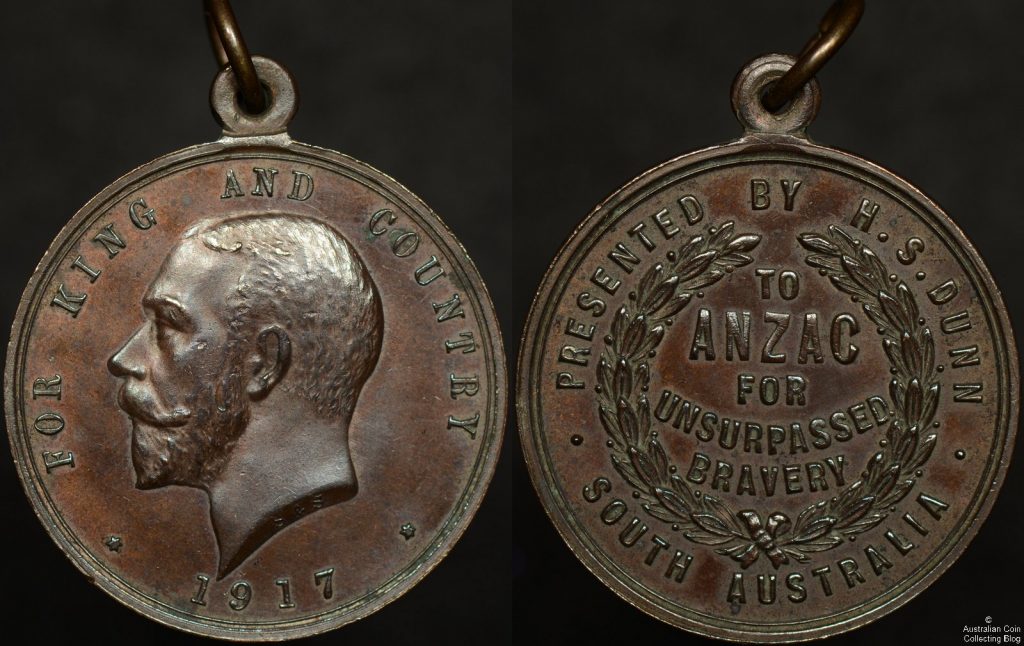 FOR KING AND COUNTRY
1917
PRESENTED BY H.S. DUNN
TO
ANZAC
FOR
UNSURPASSED
BRAVERY
SOUTH AUSTRALIA
©
Australian Coin
Collecting Blog